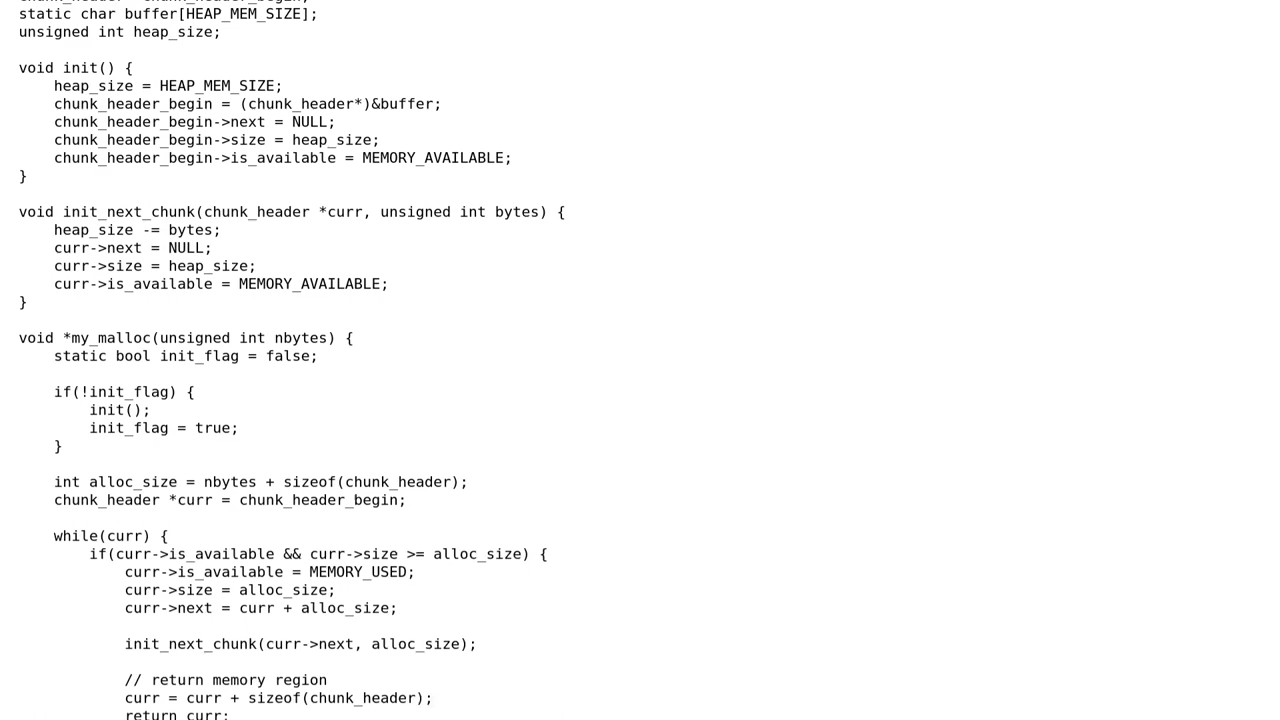 static char buffer[HEAP_MEM_SIZE];
unsigned int heap_size;

void init() {
    heap_size = HEAP_MEM_SIZE;
    chunk_header_begin = (chunk_header*)&buffer;
    chunk_header_begin->next = NULL;
    chunk_header_begin->size = heap_size;
    chunk_header_begin->is_available = MEMORY_AVAILABLE;
}

void init_next_chunk(chunk_header *curr, unsigned int bytes) {
    heap_size -= bytes;
    curr->next = NULL;
    curr->size = heap_size;
    curr->is_available = MEMORY_AVAILABLE;
}

void *my_malloc(unsigned int nbytes) {
    static bool init_flag = false;

    if(!init_flag) {
        init();
        init_flag = true;
    }

    int alloc_size = nbytes + sizeof(chunk_header);
    chunk_header *curr = chunk_header_begin;

    while(curr) {
        if(curr->is_available && curr->size >= alloc_size) {
            curr->is_available = MEMORY_USED;
            curr->size = alloc_size;
            curr->next = curr + alloc_size;

            init_next_chunk(curr->next, alloc_size);

            // return memory region
            curr = curr + sizeof(chunk_header);
            return curr;